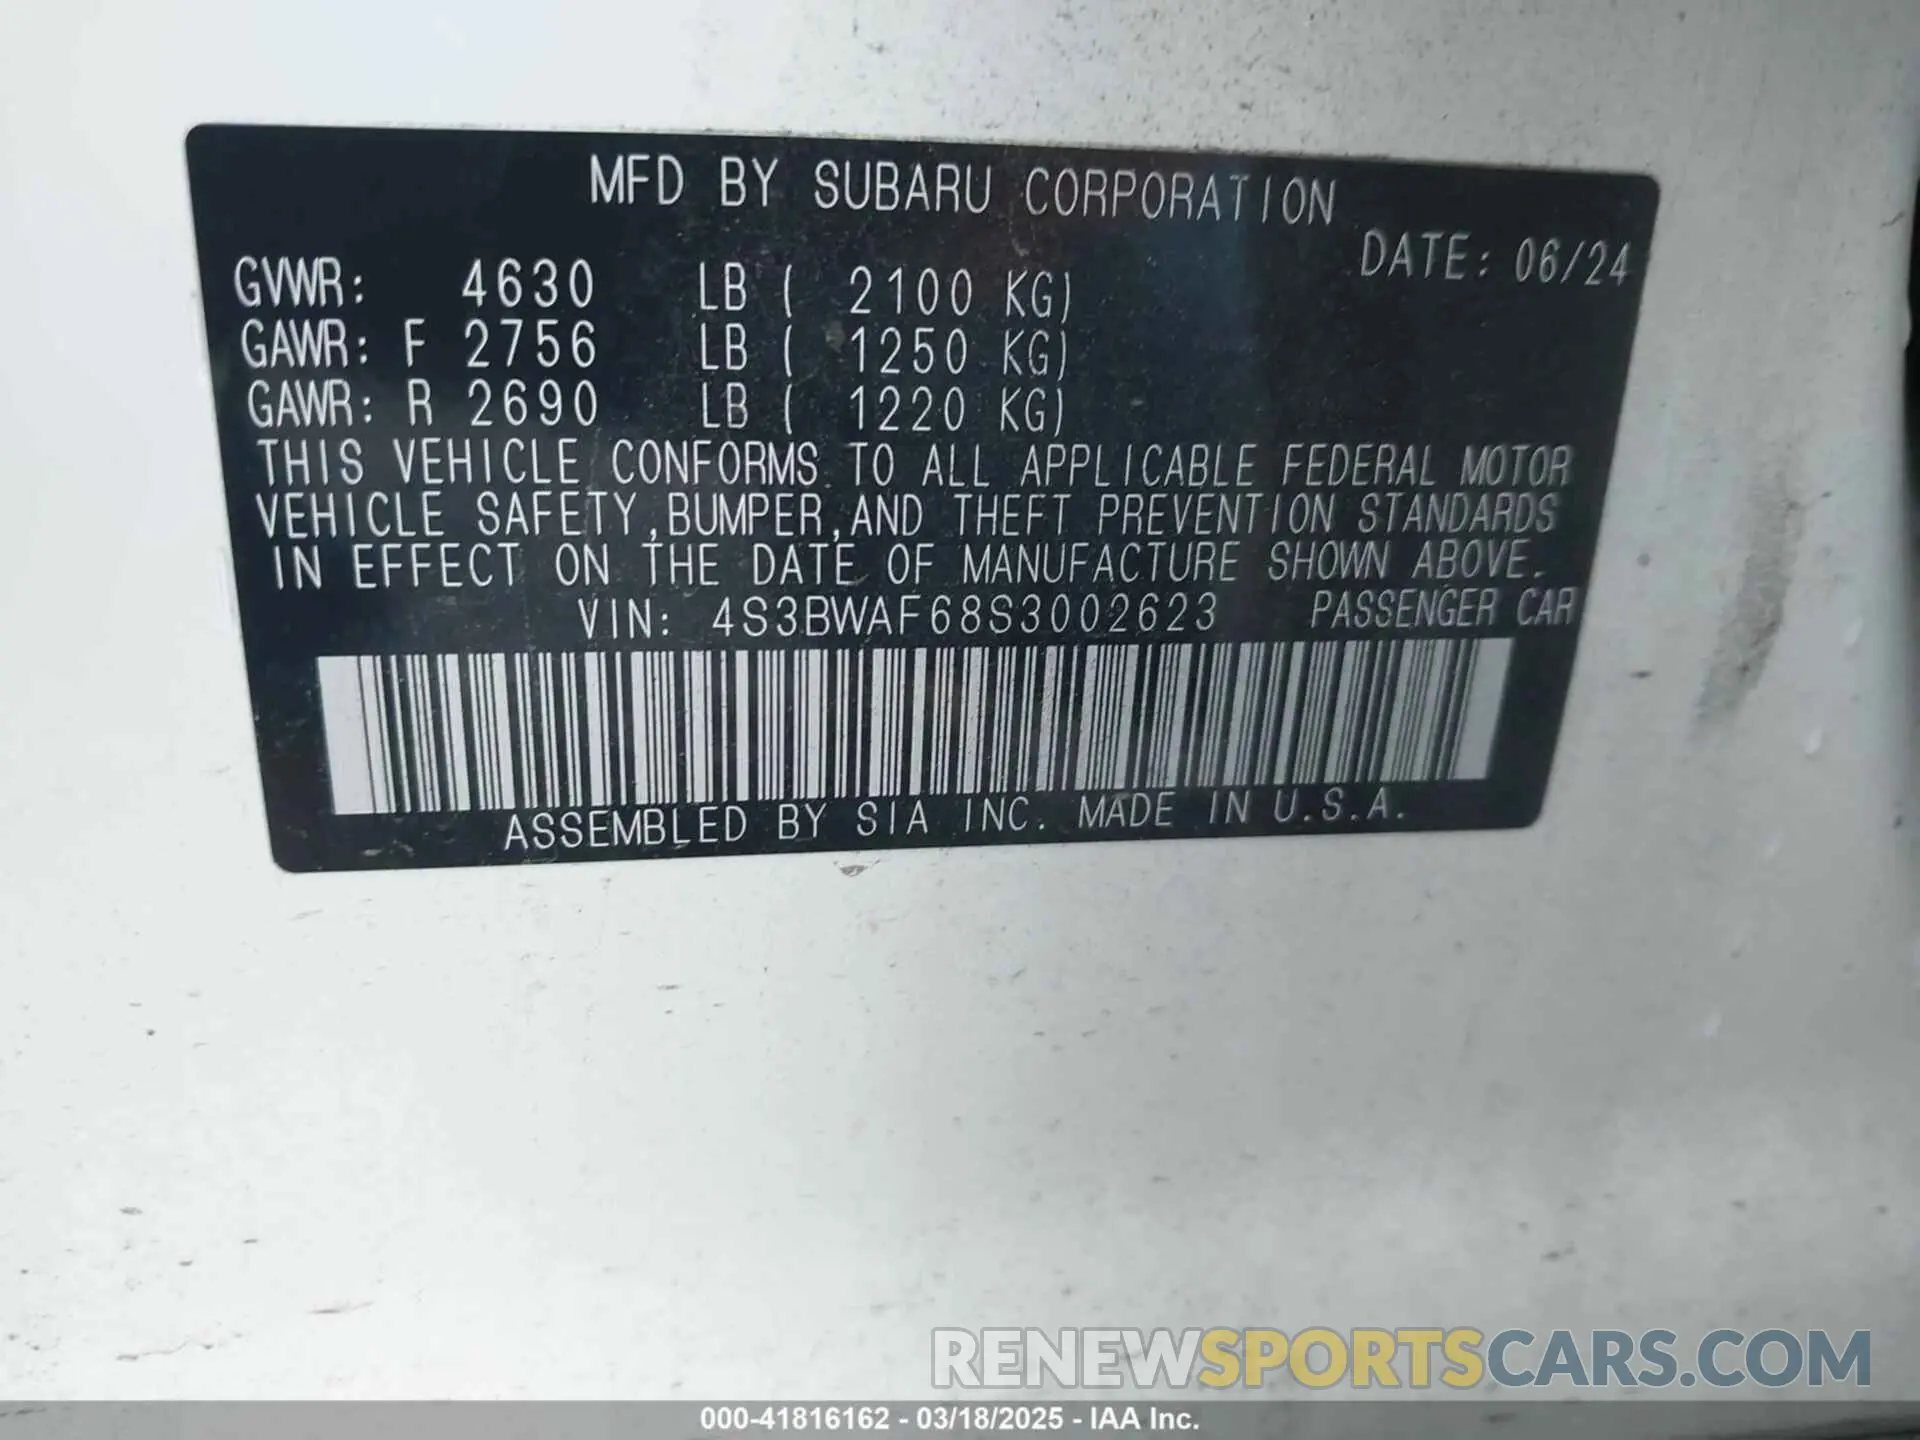 MFD BY SUBARU CORPORATION
DATE: 06/24
GVWR: 4630 LB ( 2100 KG)
GAWR: F 2756 LB ( 1250 KG)
GAWR: R 2690 LB ( 1220 KG)
THIS VEHICLE CONFORMS TO ALL APPLICABLE FEDERAL MOTOR
VEHICLE SAFETY,BUMPER,AND THEFT PREVENTION STANDARDS
IN EFFECT ON THE DATE OF MANUFACTURE SHOWN ABOVE.
VIN: 4S3BWAF68S3002623 PASSENGER CAR
ASSEMBLED BY SIA INC. MADE IN U.S.A.
RENEWSPORTSCARS.COM
000-41816162 - 03/18/2025 - IAA Inc.